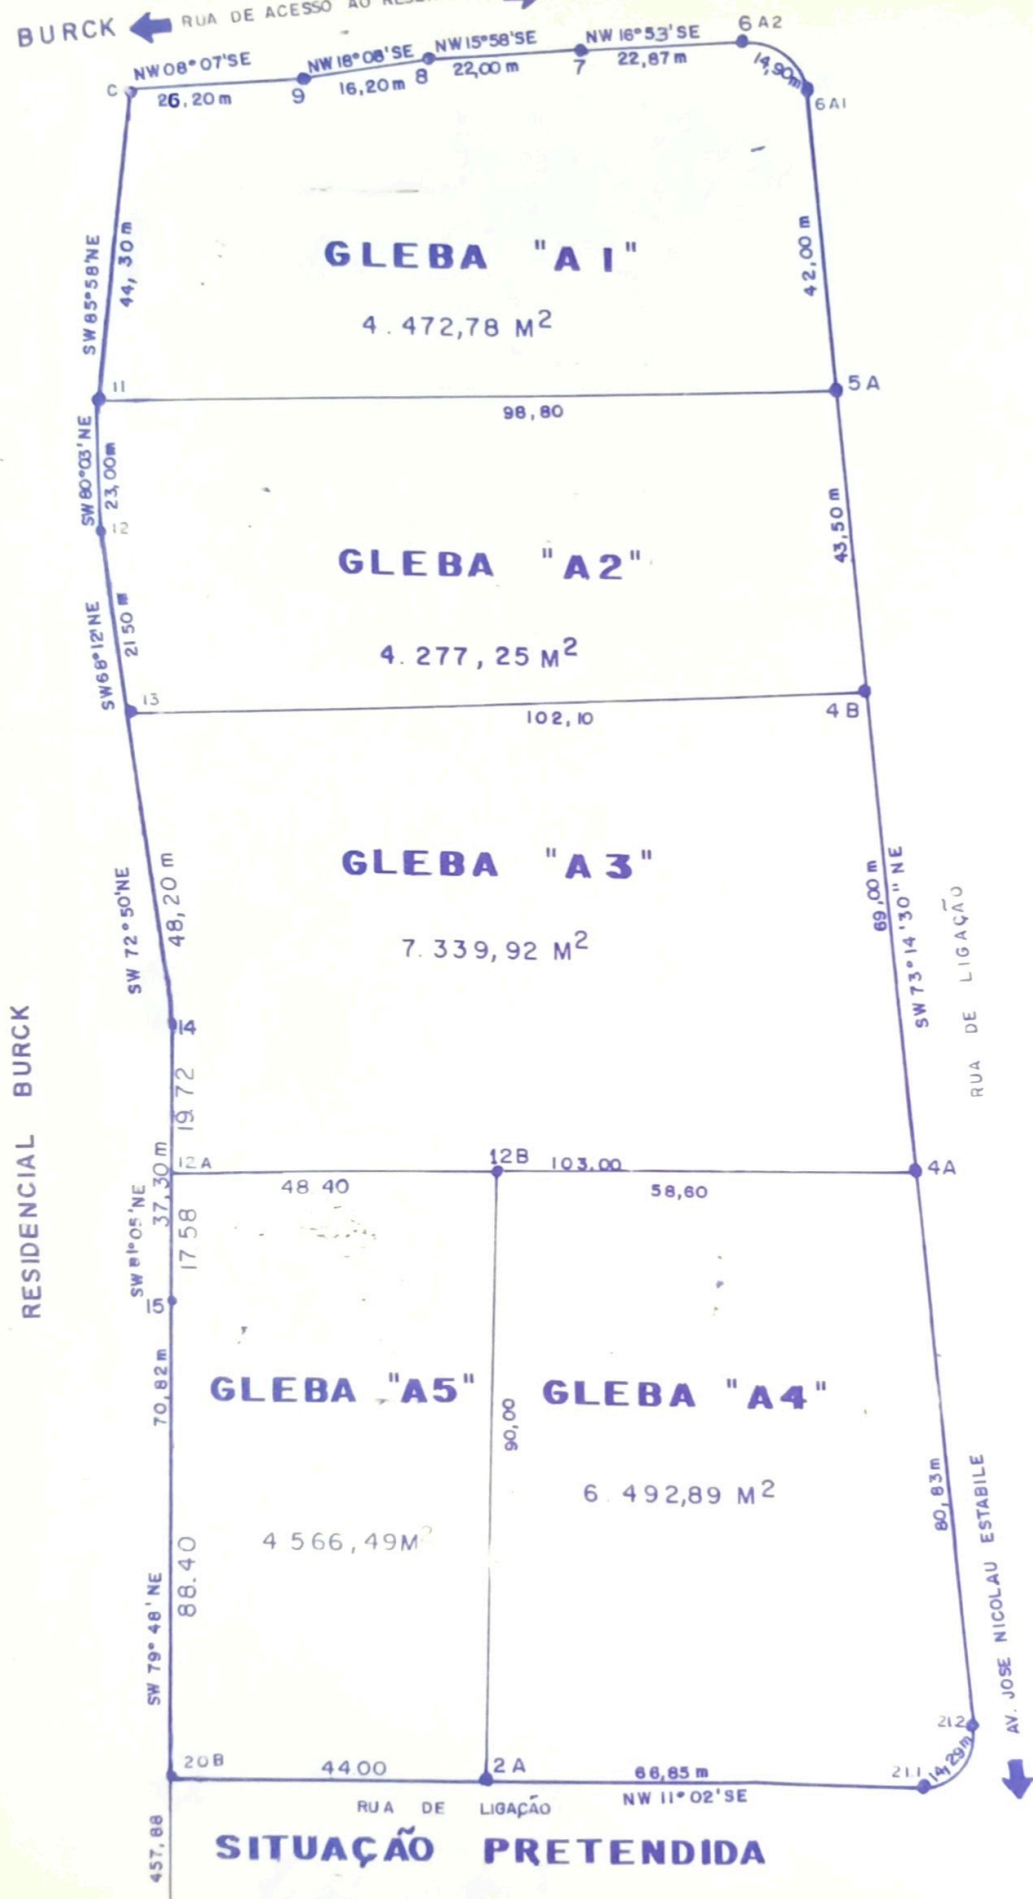 BURCK
RUA DE ACESSO AO
6 A2
NW 08°07'SE
NW 18°08'SE
NW 15°58'SE
NW 16°53'SE
C
26,20 m
9
16,20 m
8
22,00 m
7
22,87 m
14,90m
6 A1
SW 85°58'NE
44, 30 m
42,00 m
GLEBA "A 1"
4.472,78 M2
11
5 A
98,80
SW 80°03'NE
23,00m
12
43,50 m
GLEBA "A2"
4.277,25 M2
SW68°12'NE
21 50 m
13
4 B
102,10
GLEBA "A 3"
7.339,92 M2
SW 72°50'NE
48,20 m
69,00 m
SW 73°14'30" NE
RUA DE LIGAÇÃO
RESIDENCIAL BURCK
14
19.72
12 A
12B
103.00
4A
48 40
58,60
37,30 m
SW 81°05'NE
17 58
15
GLEBA "A5"
GLEBA "A4"
70,82 m
90,00
6 492,89 M2
4 566,49M2
80,83m
AV. JOSE NICOLAU ESTABILE
SW 79° 48' NE
88.40
212
20B
44.00
2 A
66,85 m
211
14,29m
NW 11°02'SE
RUA DE LIGAÇÃO
457,88
SITUAÇÃO PRETENDIDA